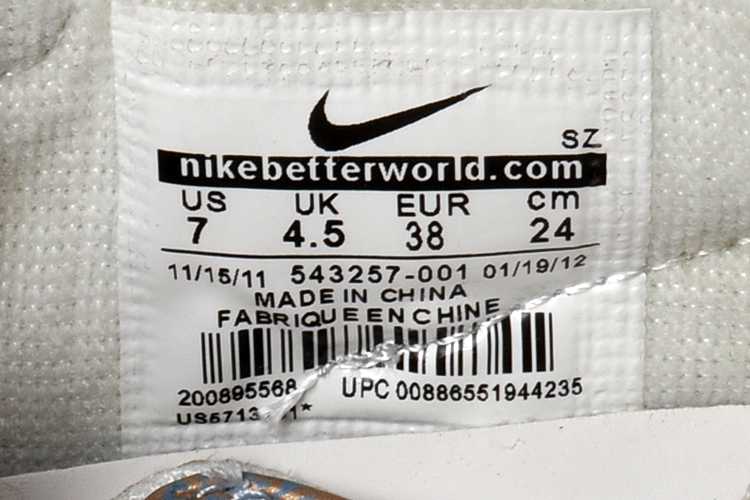 SZ
nikebetterworld.com
US UK EUR cm
7 4.5 38 24
11/15/11 543257-001 01/19/12
MADE IN CHINA
FABRIQUE EN CHINE
200895568 UPC 00886551944235